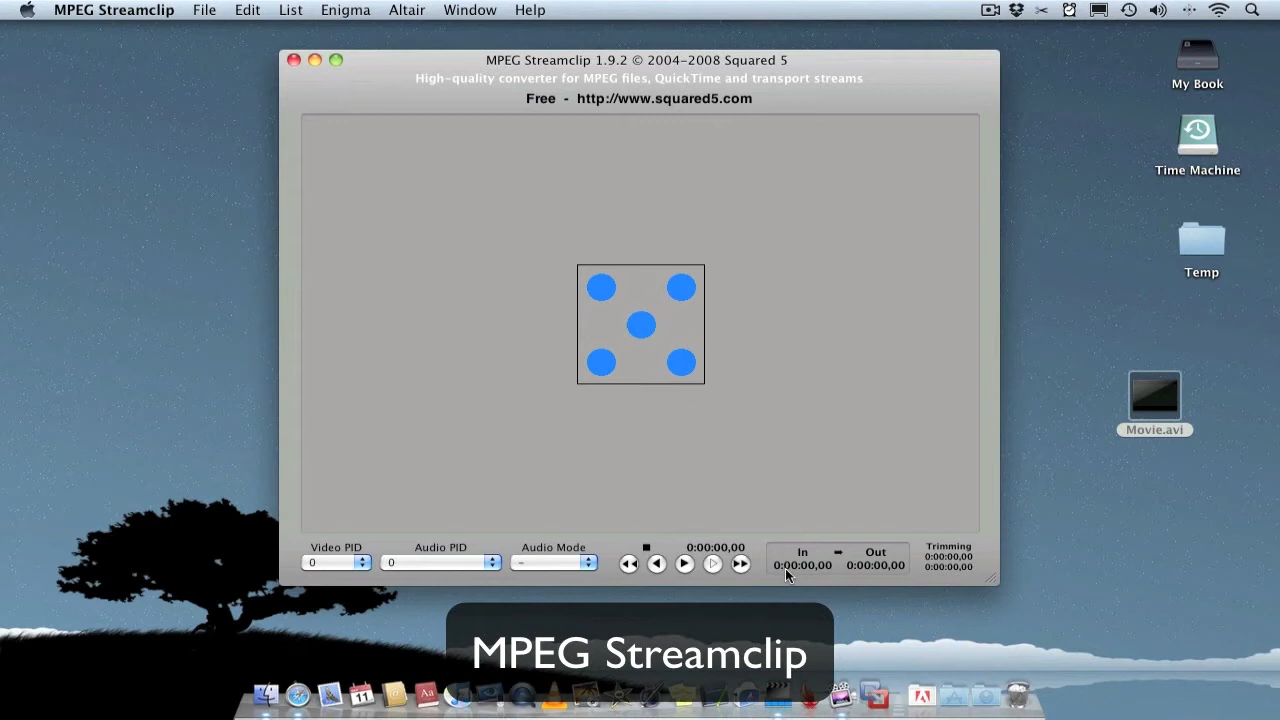 MPEG Streamclip File Edit List Enigma Altair Window Help
MPEG Streamclip 1.9.2 © 2004-2008 Squared 5
High-quality converter for MPEG files, QuickTime and transport streams
Free - http://www.squared5.com
My Book
Time Machine
Temp
Movie.avi
Video PID Audio PID Audio Mode 0:00:00,00
0 0 –
In Out
0:00:00,00 0:00:00,00
Trimming
0:00:00,00
0:00:00,00
MPEG Streamclip
11
Aa